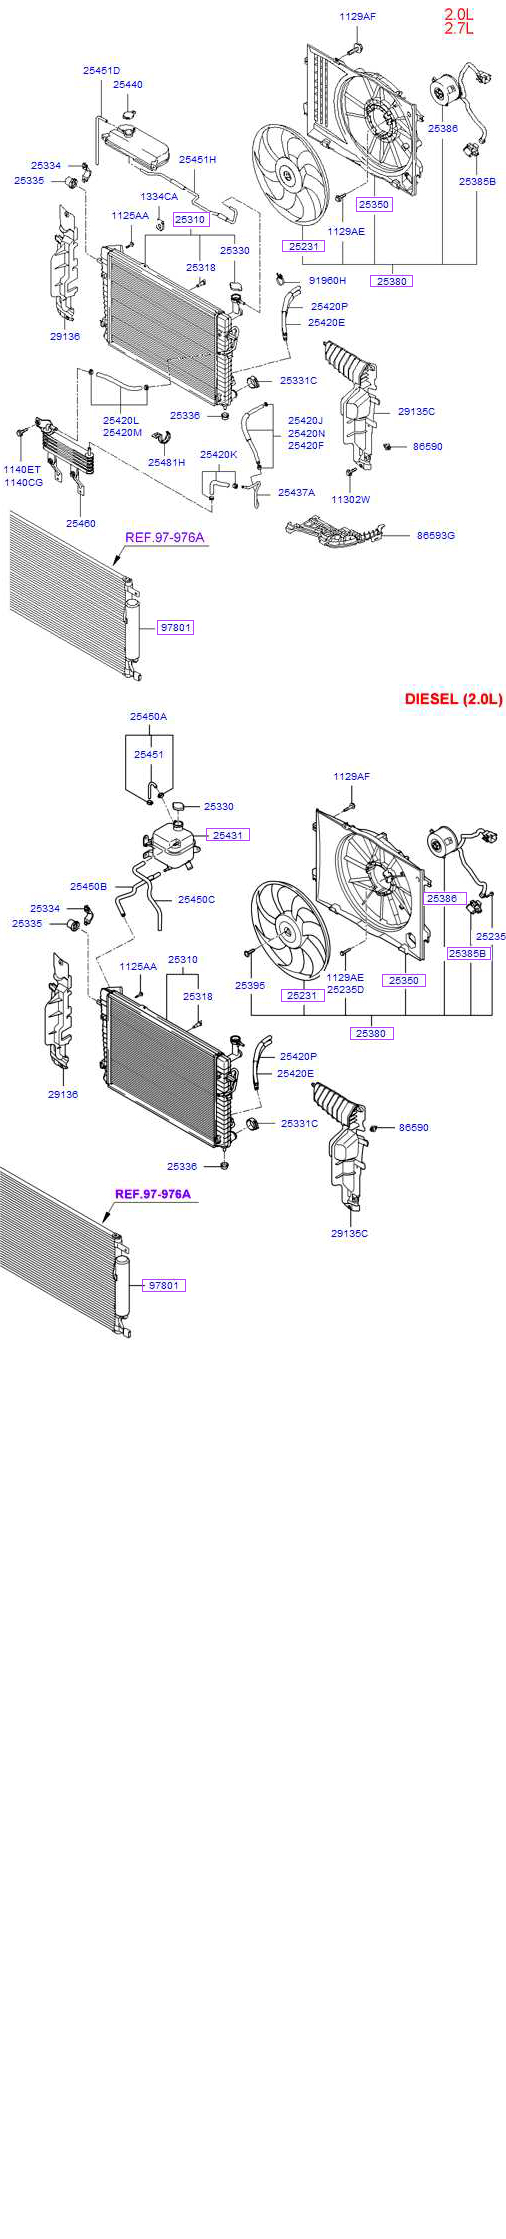 1129AF
2.0L
2.7L
25451D
25440
25386
25334
25451H
25335
25385B
1334CA
25350
1125AA
25310
1129AE
25231
25330
25318
91960H
25380
25420P
25420E
29136
25331C
25336
29135C
25420L
25420J
25420M
25420N
25420F
86590
25420K
25481H
1140ET
1140CG
25437A
11302W
25460
REF.97-976A
86593G
97801
DIESEL (2.0L)
25450A
25451
1129AF
25330
25431
25450B
25450C
25386
25334
25335
25235
25385B
25310
1125AA
1129AE
25350
25395
25235D
25318
25231
25380
25420P
25420E
29136
25331C
86590
25336
REF.97-976A
29135C
97801